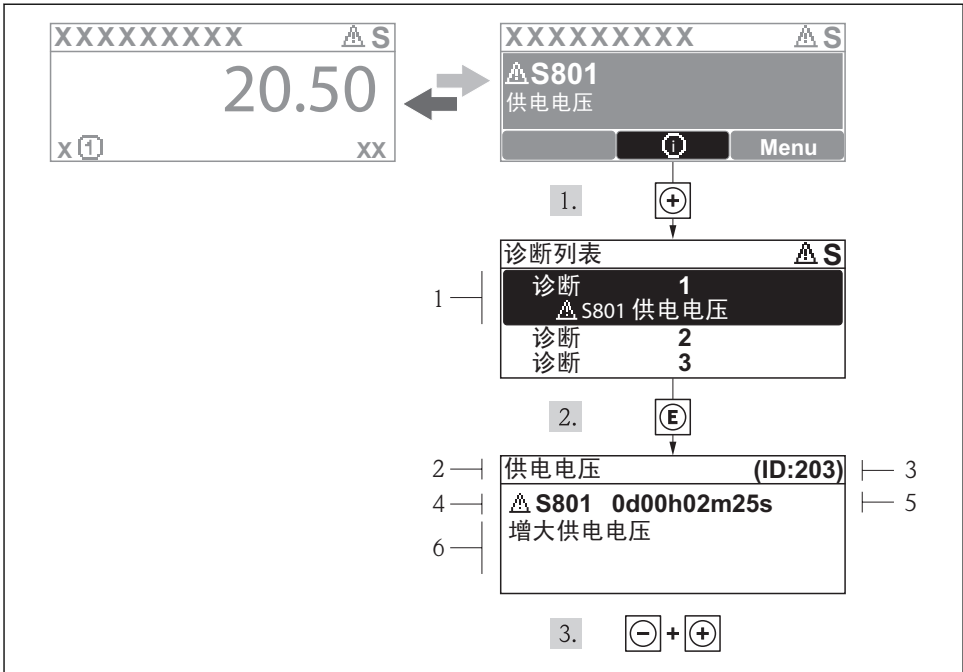 XXXXXXXXX ⚠ S
20.50
x ① xx
XXXXXXXXX ⚠ S
⚠ S801
供电电压
ⓘ Menu
1. +
诊断列表 ⚠ S
1
诊断 1
⚠ S801 供电电压
诊断 2
诊断 3
2. E
2 供电电压 (ID:203) 3
4 ⚠ S801 0d00h02m25s 5
6 增大供电电压
3. − + +